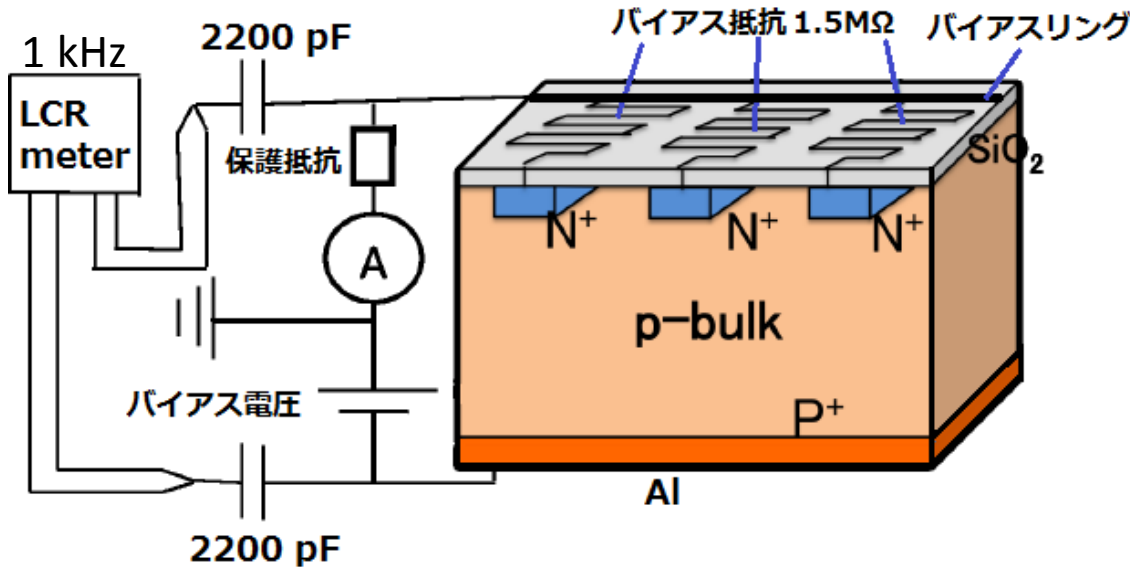 バイアス抵抗 1.5MΩ
バイアスリング
2200 pF
1 kHz
LCR
meter
保護抵抗
SiO2
N+
N+
N+
A
p-bulk
バイアス電圧
P+
Al
2200 pF